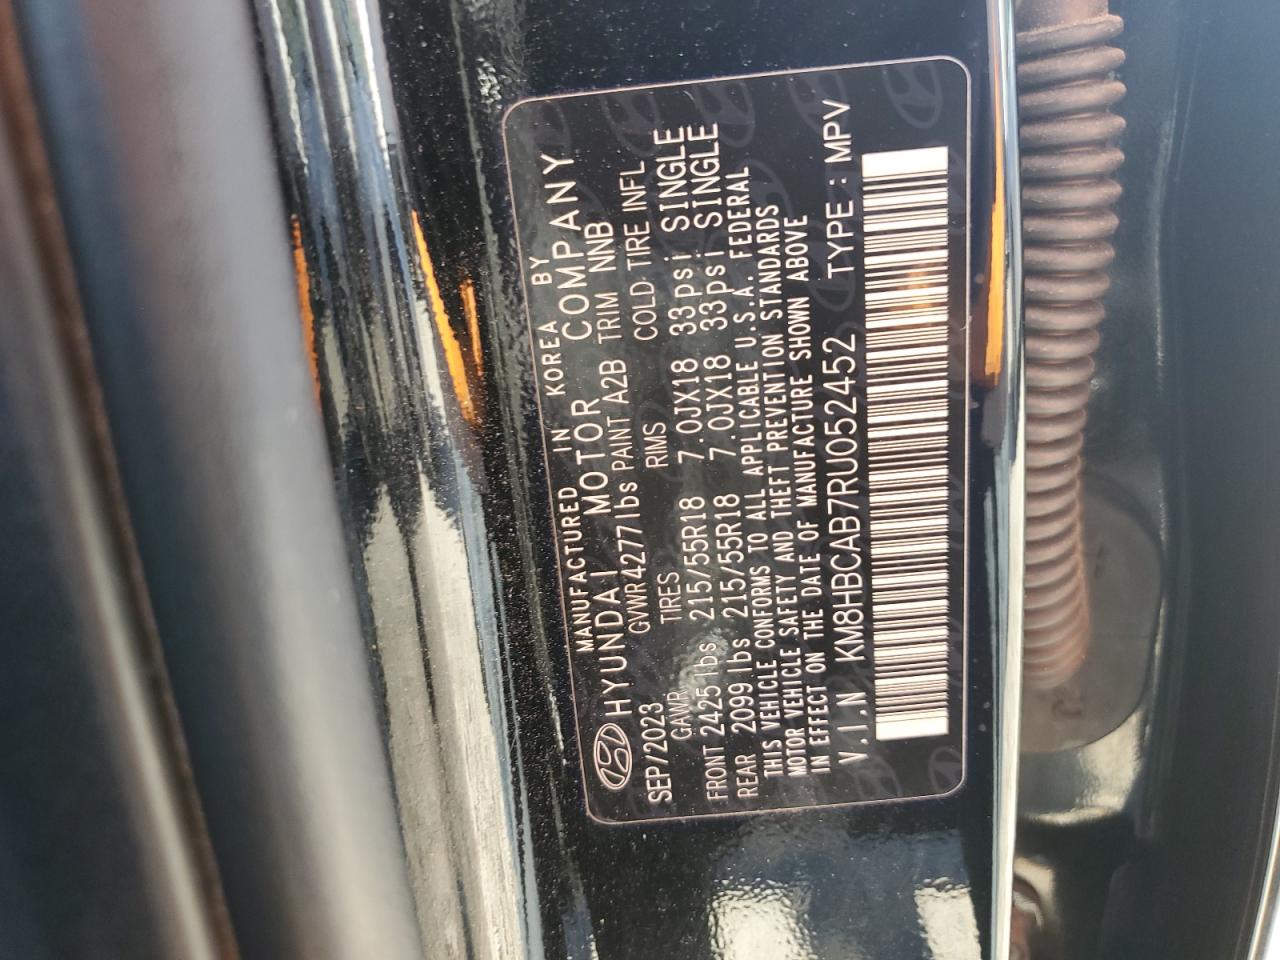 MANUFACTURED IN KOREA BY
HYUNDAI MOTOR COMPANY
SEP/2023 GVWR4277lbs PAINT A2B TRIM NNB
GAWR TIRES RIMS COLD TIRE INFL
FRONT 2425 lbs 215/55R18 7.0JX18 33psi SINGLE
REAR 2099 lbs 215/55R18 7.0JX18 33psi SINGLE
THIS VEHICLE CONFORMS TO ALL APPLICABLE U.S.A. FEDERAL
MOTOR VEHICLE SAFETY AND THEFT PREVENTION STANDARDS
IN EFFECT ON THE DATE OF MANUFACTURE SHOWN ABOVE
V.I.N KM8HBCAB7RU052452 TYPE : MPV